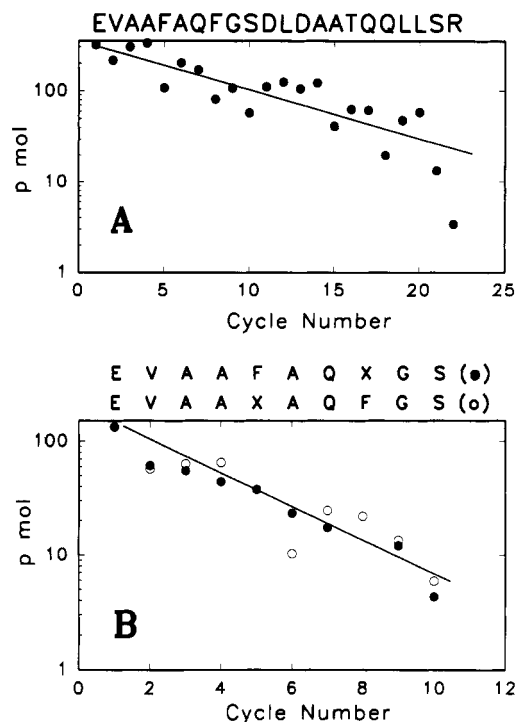 EVAAFAQFGSDLDAATQQLLSR
100
10
1
p mol
A
0 5 10 15 20 25
Cycle Number
E V A A F A Q X G S (●)
E V A A X A Q F G S (○)
100
10
1
p mol
B
0 2 4 6 8 10 12
Cycle Number